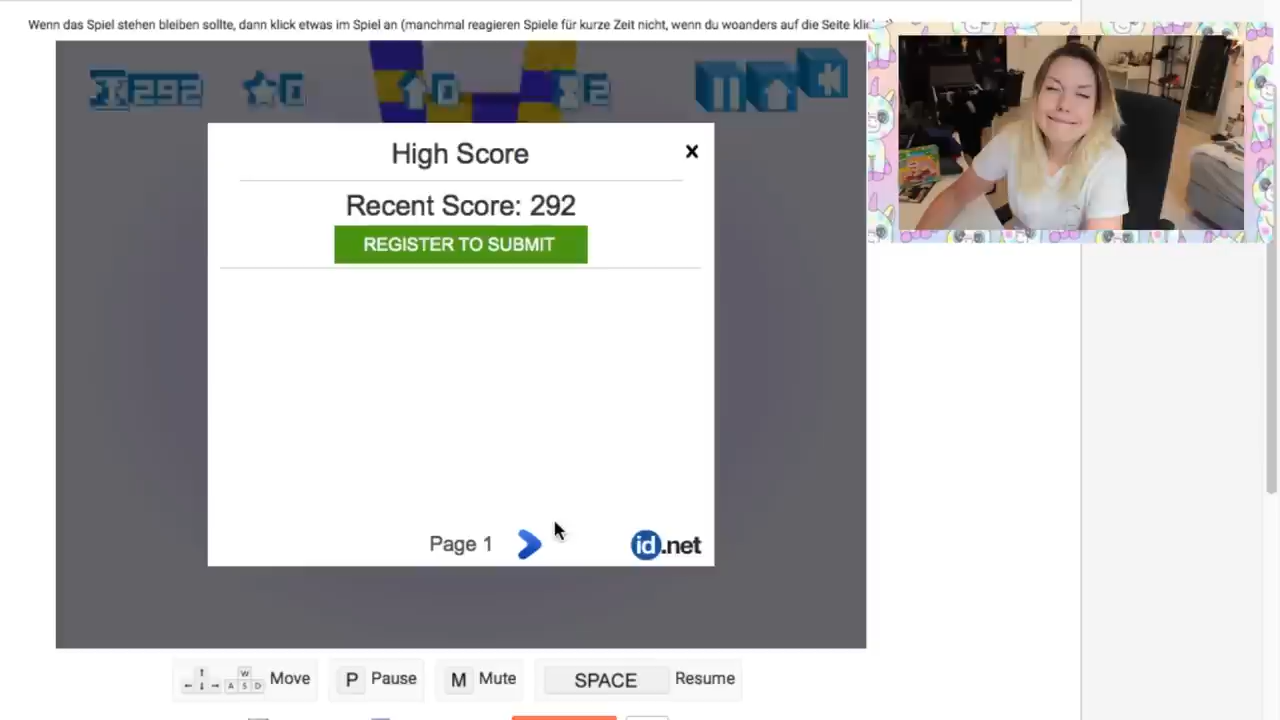 Wenn das Spiel stehen bleiben sollte, dann klick etwas im Spiel an (manchmal reagieren Spiele für kurze Zeit nicht, wenn du woanders auf die Seite
292 0 0 2
High Score x
Recent Score: 292
REGISTER TO SUBMIT
Page 1 id.net
W
A S D
Move
P Pause
M Mute
SPACE Resume